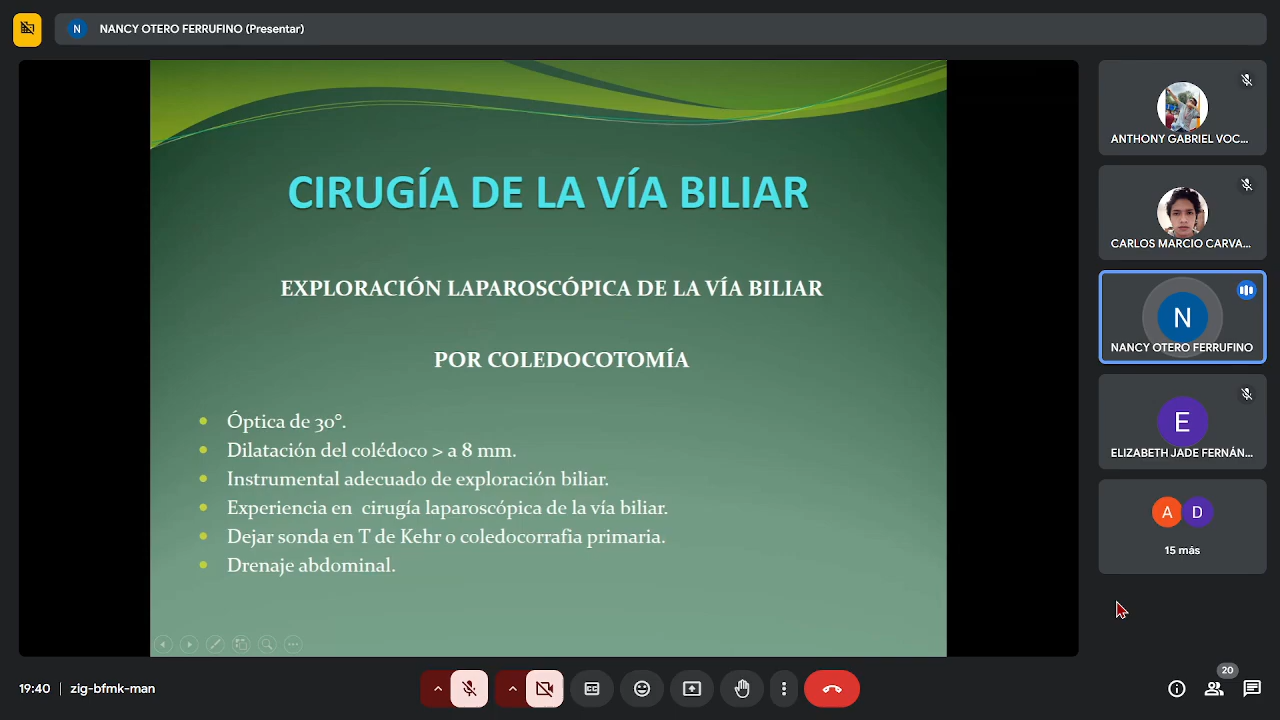 NANCY OTERO FERRUFINO (Presentar)
CIRUGÍA DE LA VÍA BILIAR
EXPLORACIÓN LAPAROSCÓPICA DE LA VÍA BILIAR
POR COLEDOCOTOMÍA
• Óptica de 30°.
• Dilatación del colédoco > a 8 mm.
• Instrumental adecuado de exploración biliar.
• Experiencia en cirugía laparoscópica de la vía biliar.
• Dejar sonda en T de Kehr o coledocorrafia primaria.
• Drenaje abdominal.
ANTHONY GABRIEL VOC...
CARLOS MARCIO CARVA...
N
NANCY OTERO FERRUFINO
E
ELIZABETH JADE FERNÁN...
A D
15 más
19:40 | zig-bfmk-man
20